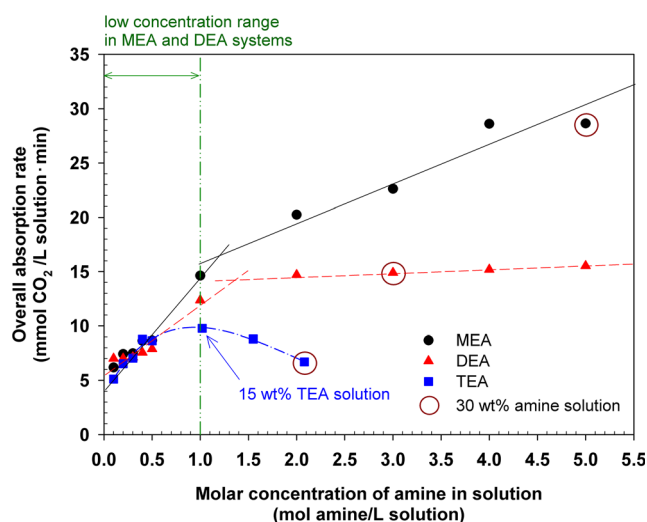 low concentration range
in MEA and DEA systems
35
30
25
20
15
10
5
0
Overall absorption rate
(mmol CO₂ /L solution·min)
15 wt% TEA solution
MEA
DEA
TEA
30 wt% amine solution
0.0 0.5 1.0 1.5 2.0 2.5 3.0 3.5 4.0 4.5 5.0 5.5
Molar concentration of amine in solution
(mol amine/L solution)